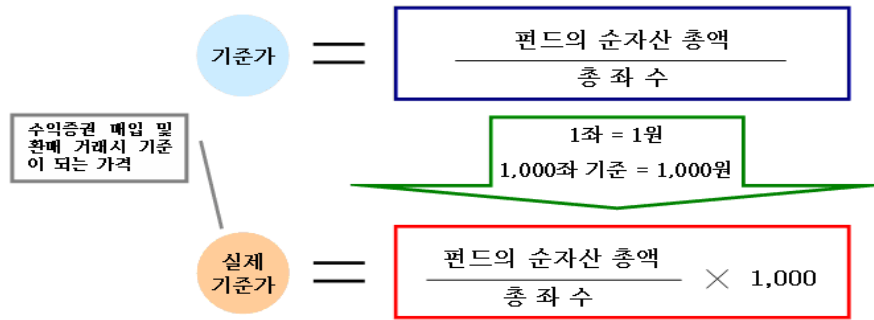 기준가
=
펀드의 순자산 총액
총 좌 수
수익증권 매입 및
환매 거래시 기준
이 되는 가격
1좌 = 1원
1,000좌 기준 = 1,000원
실제
기준가
=
펀드의 순자산 총액
총 좌 수
× 1,000